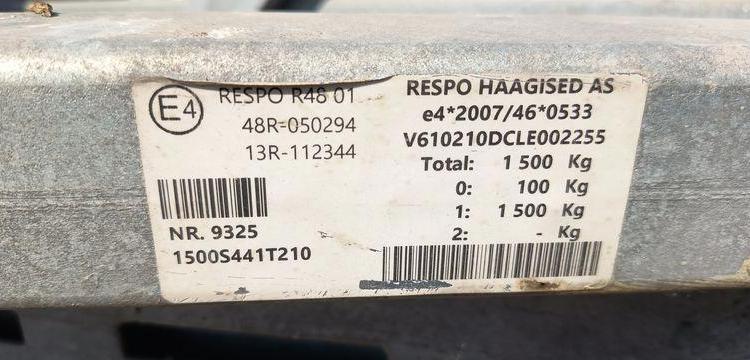 E4
RESPO R48 01
48R-050294
13R-112344
NR. 9325
1500S441T210
RESPO HAAGISED AS
e4*2007/46*0533
V610210DCLE002255
Total: 1 500 Kg
0: 100 Kg
1: 1 500 Kg
2: - Kg